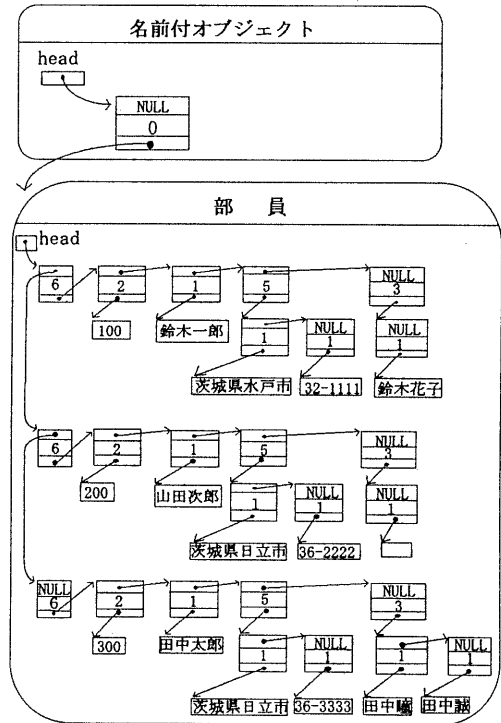 名前付オブジェクト
head
NULL
0
部 員
head
6 2 1 5 NULL
3
100 鈴木一郎 1 NULL
1 1
茨城県水戸市 32-1111 鈴木花子
6 2 1 5 NULL
3
200 山田次郎 1 NULL
1 NULL
1
茨城県日立市 36-2222
NULL
6 2 1 5 NULL
3
300 田中太郎 1 NULL
1 1 NULL
1
茨城県日立市 36-3333 田中 田中誠